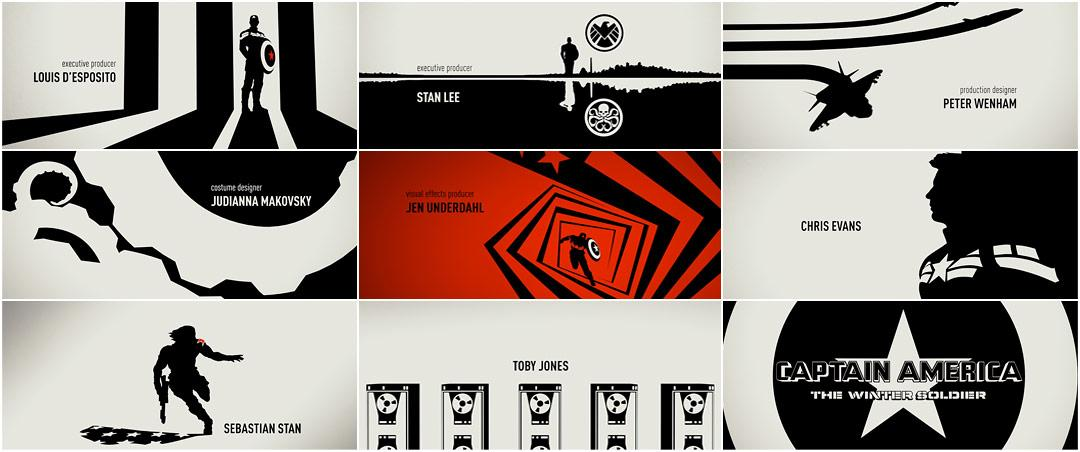 executive producer
LOUIS D'ESPOSITO
executive producer
STAN LEE
production designer
PETER WENHAM
costume designer
JUDIANNA MAKOVSKY
visual effects producer
JEN UNDERDAHL
CHRIS EVANS
SEBASTIAN STAN
TOBY JONES
CAPTAIN AMERICA
THE WINTER SOLDIER